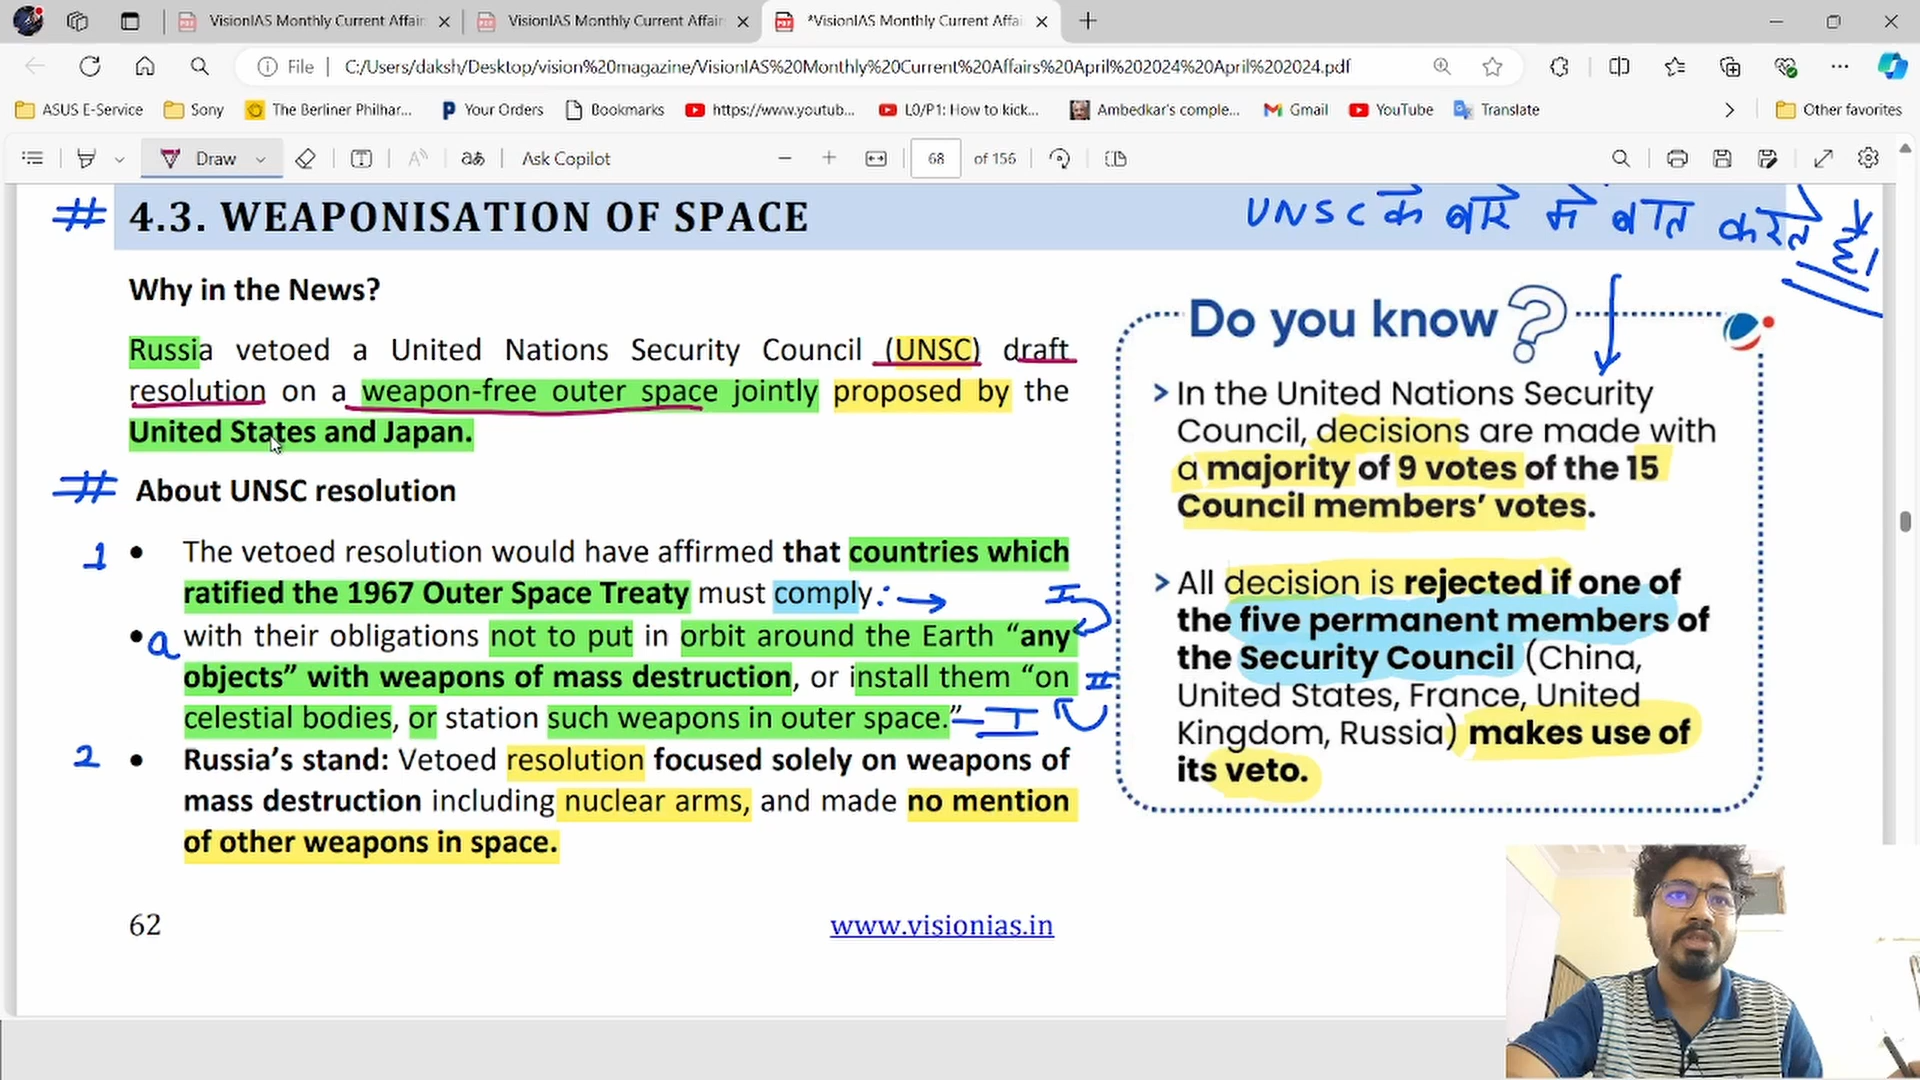 VisionIAS Monthly Current Affair
VisionIAS Monthly Current Affair
*VisionIAS Monthly Current Affai
File
C:/Users/daksh/Desktop/vision%20magazine/VisionIAS%20Monthly%20Current%20Affairs%20April%202024%20April%202024.pdf
ASUS E-Service
Sony
The Berliner Philhar...
Your Orders
Bookmarks
https://www.youtub...
L0/P1: How to kick...
Ambedkar's comple...
Gmail
YouTube
Translate
Other favorites
Draw
Ask Copilot
68 of 156
# 4.3. WEAPONISATION OF SPACE
UNSC के बारे में बात करते हैं।
Why in the News?
Russia vetoed a United Nations Security Council (UNSC) draft
resolution on a weapon-free outer space jointly proposed by the
United States and Japan.
# About UNSC resolution
1 • The vetoed resolution would have affirmed that countries which
ratified the 1967 Outer Space Treaty must comply: →
I
• a with their obligations not to put in orbit around the Earth “any
objects” with weapons of mass destruction, or install them “on II
celestial bodies, or station such weapons in outer space.” – I
2 • Russia’s stand: Vetoed resolution focused solely on weapons of
mass destruction including nuclear arms, and made no mention
of other weapons in space.
Do you know ?
> In the United Nations Security
Council, decisions are made with
a majority of 9 votes of the 15
Council members’ votes.
> All decision is rejected if one of
the five permanent members of
the Security Council (China,
United States, France, United
Kingdom, Russia) makes use of
its veto.
62
www.visionias.in